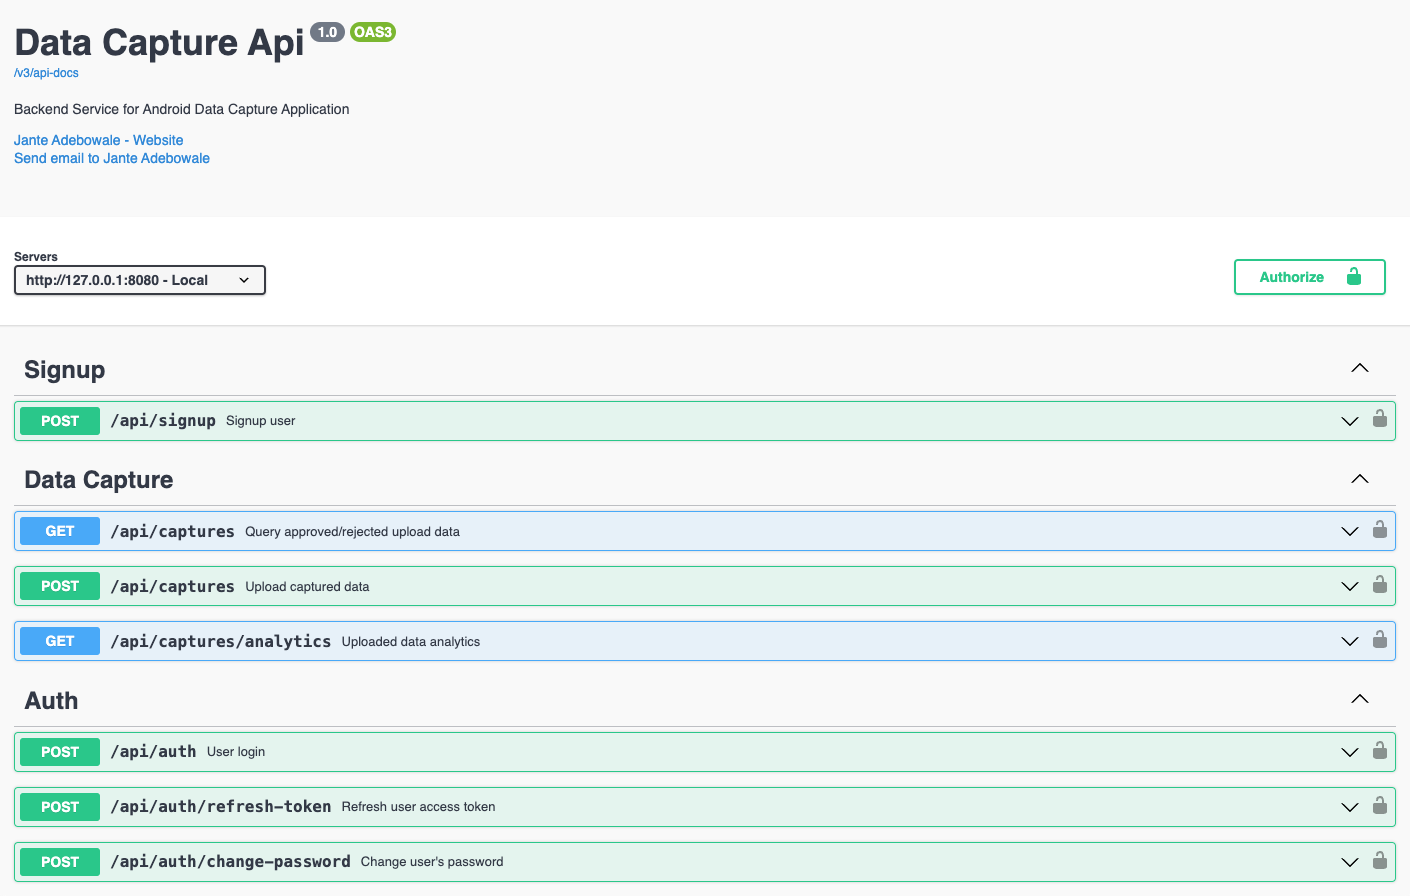 Data Capture Api 1.0 OAS3
/v3/api-docs
Backend Service for Android Data Capture Application
Jante Adebowale - Website
Send email to Jante Adebowale
Servers
http://127.0.0.1:8080 - Local
Authorize
Signup
POST /api/signup Signup user
Data Capture
GET /api/captures Query approved/rejected upload data
POST /api/captures Upload captured data
GET /api/captures/analytics Uploaded data analytics
Auth
POST /api/auth User login
POST /api/auth/refresh-token Refresh user access token
POST /api/auth/change-password Change user's password